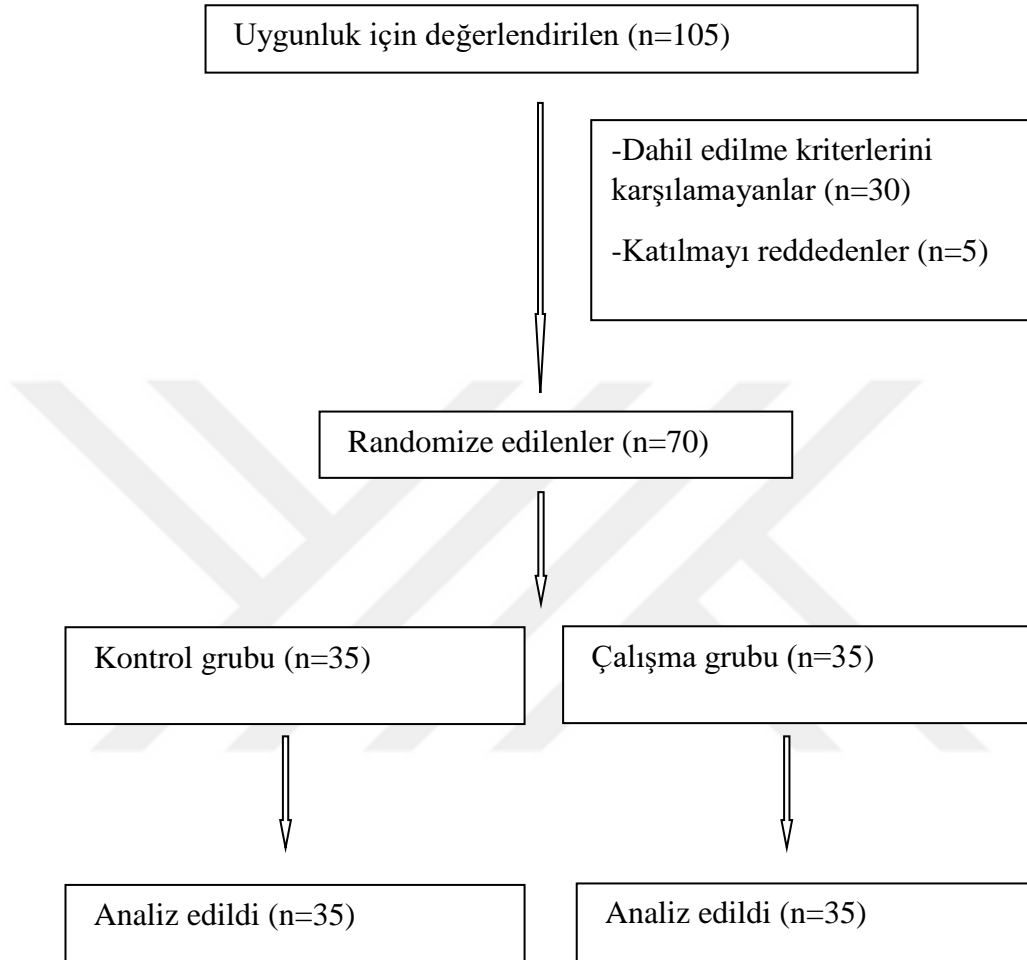 Uygunluk için değerlendirilen (n=105)
-Dahil edilme kriterlerini
karşılamayanlar (n=30)
-Katılmayı reddedenler (n=5)
Randomize edilenler (n=70)
Kontrol grubu (n=35)
Çalışma grubu (n=35)
Analiz edildi (n=35)
Analiz edildi (n=35)